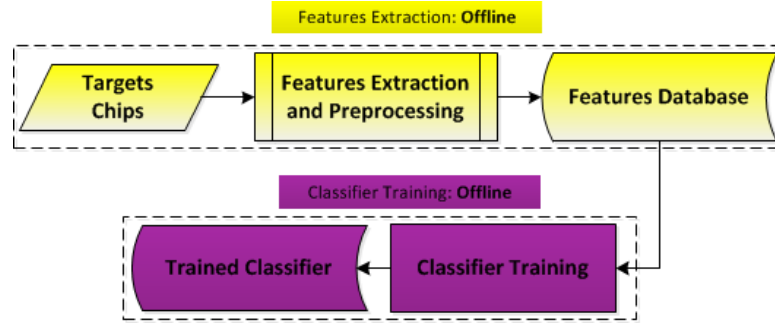 Features Extraction: Offline
Targets
Chips
Features Extraction
and Preprocessing
Features Database
Classifier Training: Offline
Trained Classifier
Classifier Training